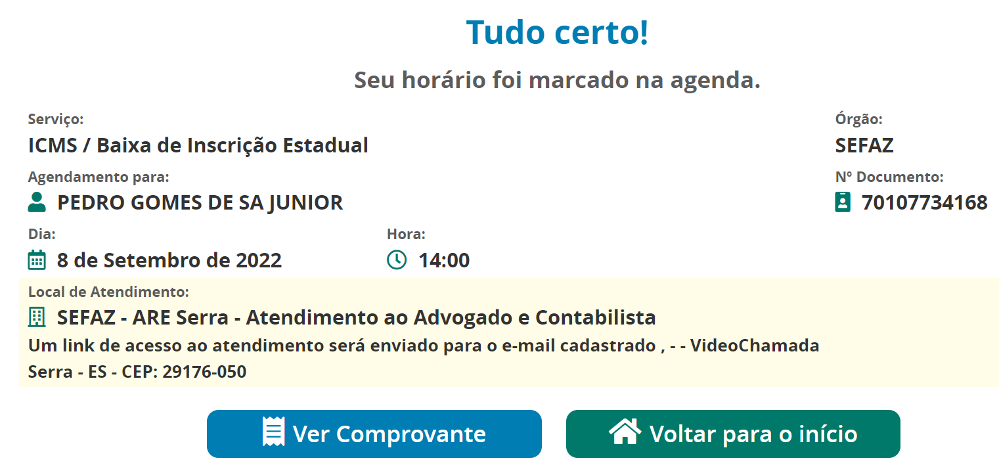 Tudo certo!
Seu horário foi marcado na agenda.
Serviço:
ICMS / Baixa de Inscrição Estadual
Órgão:
SEFAZ
Agendamento para:
PEDRO GOMES DE SA JUNIOR
Nº Documento:
70107734168
Dia:
8 de Setembro de 2022
Hora:
14:00
Local de Atendimento:
SEFAZ - ARE Serra - Atendimento ao Advogado e Contabilista
Um link de acesso ao atendimento será enviado para o e-mail cadastrado , - - VideoChamada
Serra - ES - CEP: 29176-050
Ver Comprovante
Voltar para o início